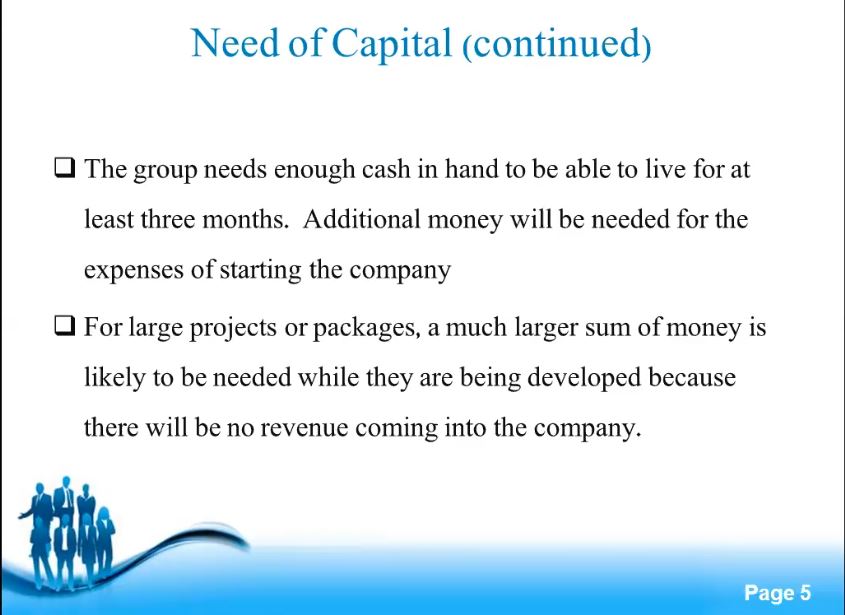 Need of Capital (continued)
The group needs enough cash in hand to be able to live for at
least three months.  Additional money will be needed for the
expenses of starting the company
For large projects or packages, a much larger sum of money is
likely to be needed while they are being developed because
there will be no revenue coming into the company.
Page 5